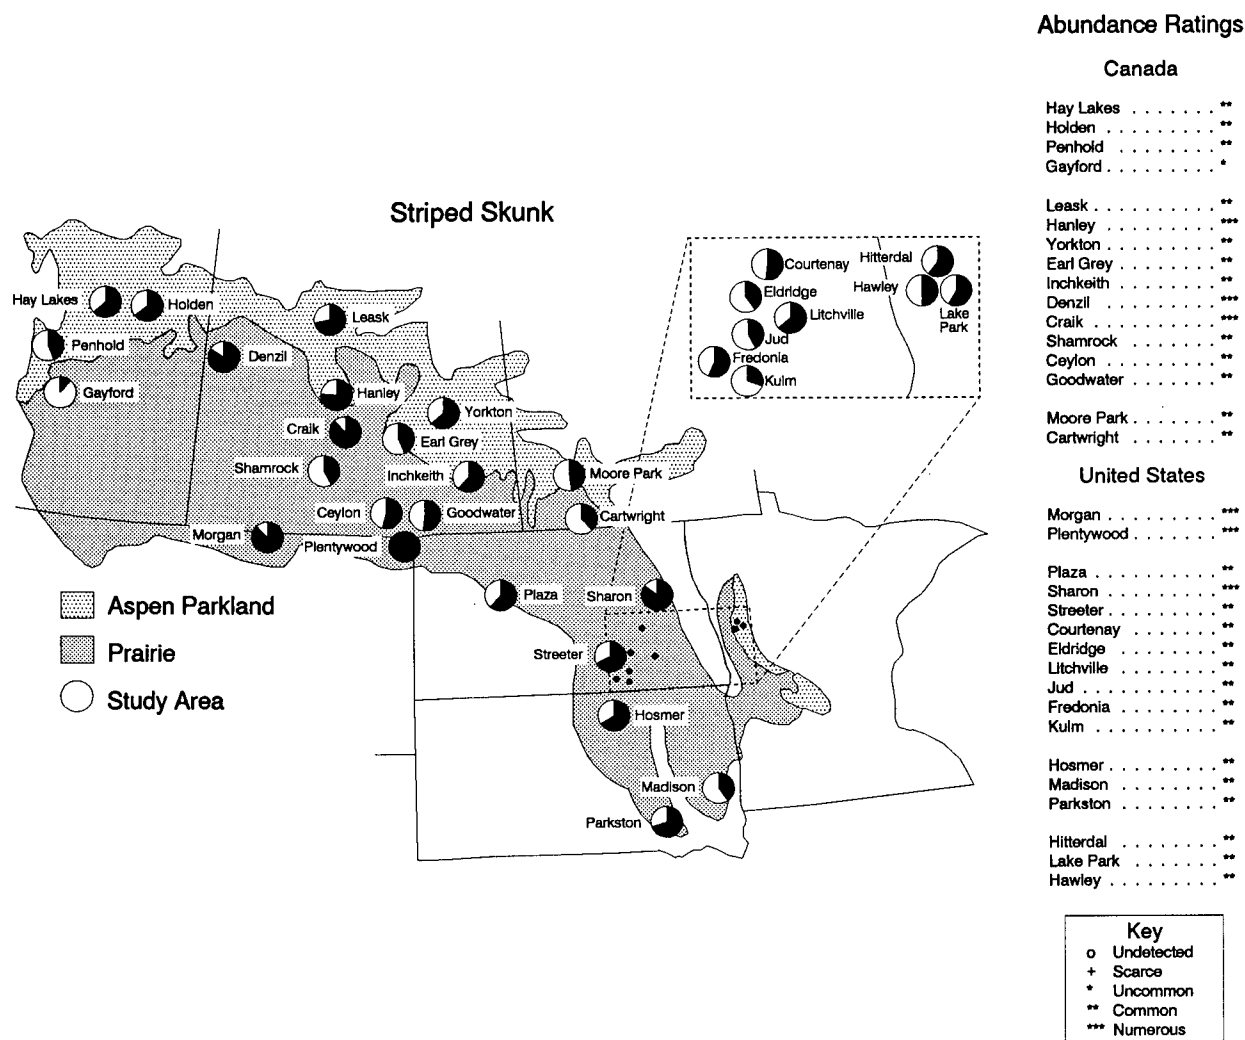 Abundance Ratings
Canada
Hay Lakes . . . . . . . **
Holden . . . . . . . . . **
Penhold . . . . . . . . **
Gayford . . . . . . . . . *
Leask . . . . . . . . . . **
Hanley . . . . . . . . . ***
Yorkton . . . . . . . . . **
Earl Grey . . . . . . . . **
Inchkeith . . . . . . . . **
Denzil . . . . . . . . . ***
Craik . . . . . . . . . . ***
Shamrock . . . . . . . **
Ceylon . . . . . . . . . **
Goodwater . . . . . . . **
Moore Park . . . . . . . **
Cartwright . . . . . . . . **
United States
Morgan . . . . . . . . . ***
Plentywood . . . . . . . ***
Plaza . . . . . . . . . . **
Sharon . . . . . . . . . ***
Streeter . . . . . . . . . **
Courtenay . . . . . . . . **
Eldridge . . . . . . . . . **
Litchville . . . . . . . . . **
Jud . . . . . . . . . . . **
Fredonia . . . . . . . . **
Kulm . . . . . . . . . . **
Hosmer . . . . . . . . . **
Madison . . . . . . . . **
Parkston . . . . . . . . **
Hitterdal . . . . . . . . **
Lake Park . . . . . . . . **
Hawley . . . . . . . . . **
Key
o Undetected
+ Scarce
* Uncommon
** Common
*** Numerous
Striped Skunk
Hay Lakes
Holden
Penhold
Gayford
Leask
Denzil
Hanley
Yorkton
Craik
Earl Grey
Shamrock
Inchkeith
Moore Park
Ceylon
Goodwater
Cartwright
Morgan
Plentywood
Plaza
Sharon
Streeter
Hosmer
Madison
Parkston
Courtenay
Hitterdal
Eldridge
Hawley
Litchville
Lake
Park
Jud
Fredonia
Kulm
Aspen Parkland
Prairie
Study Area